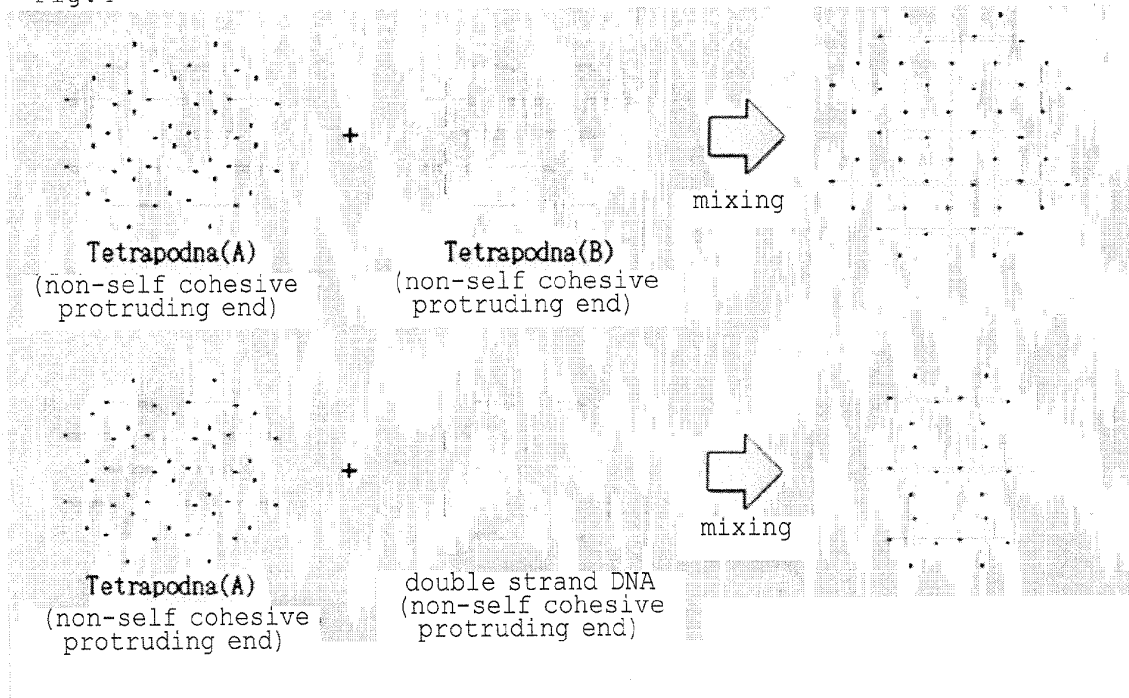 +
mixing
Tetrapodna(A)
(non-self cohesive
protruding end)
Tetrapodna(B)
(non-self cohesive
protruding end)
+
mixing
Tetrapodna(A)
(non-self cohesive
protruding end)
double strand DNA
(non-self cohesive
protruding end)